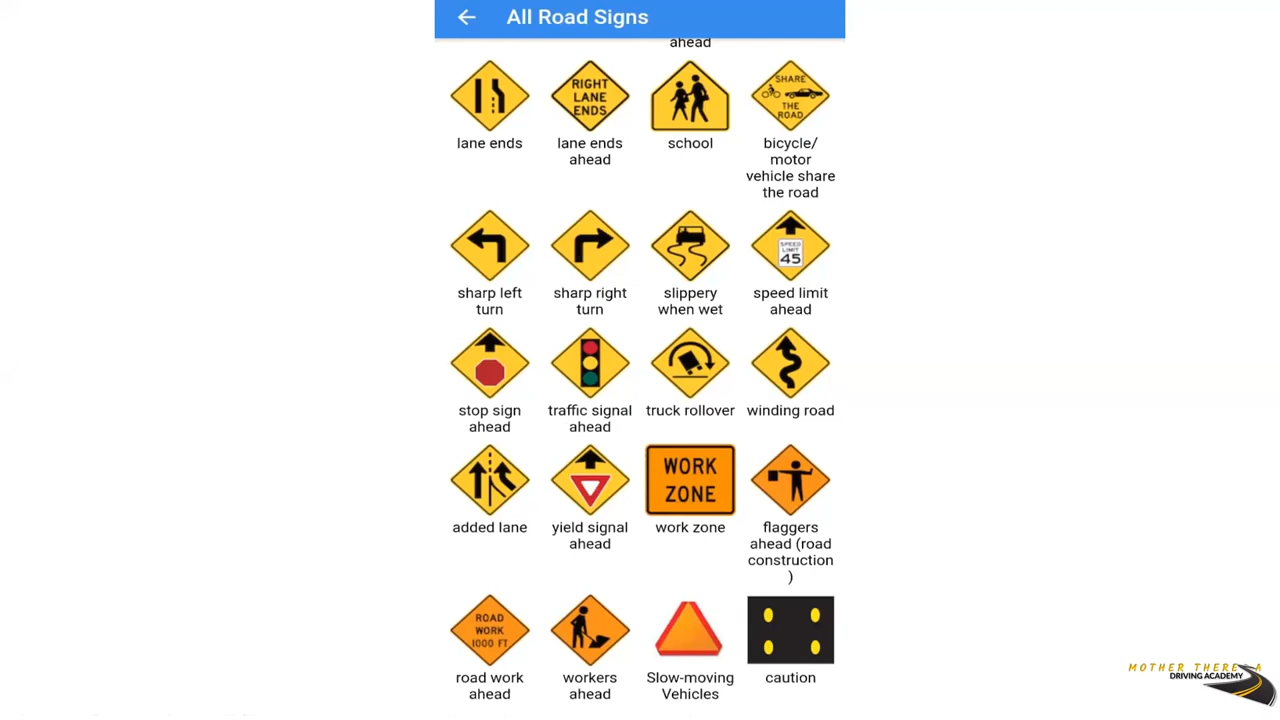 All Road Signs
ahead
RIGHT
LANE
ENDS
SHARE
THE
ROAD
lane ends
lane ends
ahead
school
bicycle/
motor
vehicle share
the road
SPEED
LIMIT
45
sharp left
turn
sharp right
turn
slippery
when wet
speed limit
ahead
stop sign
ahead
traffic signal
ahead
truck rollover
winding road
WORK
ZONE
added lane
yield signal
ahead
work zone
flaggers
ahead (road
construction
)
ROAD
WORK
1000 FT
road work
ahead
workers
ahead
Slow-moving
Vehicles
caution
MOTHER
DRIVING ACADEMY